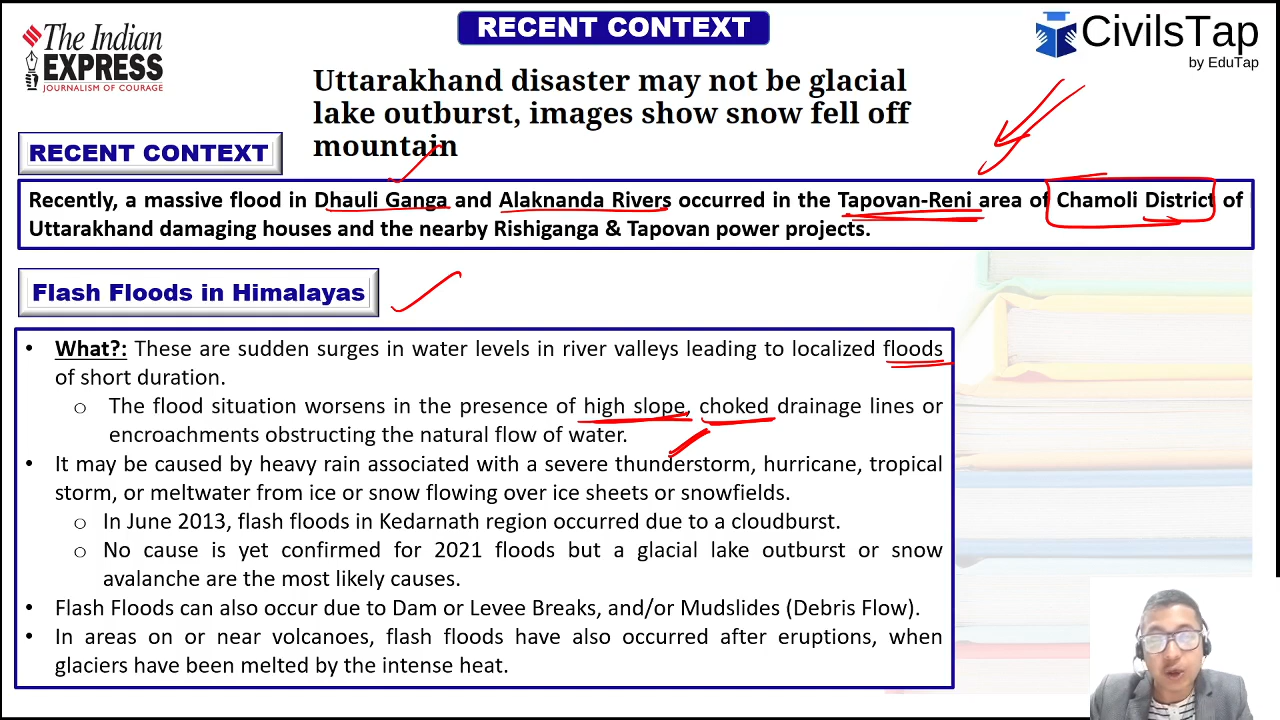 RECENT CONTEXT
The Indian
EXPRESS
JOURNALISM OF COURAGE
CivilsTap
by EduTap
Uttarakhand disaster may not be glacial
lake outburst, images show snow fell off
mountain
RECENT CONTEXT
Recently, a massive flood in Dhauli Ganga and Alaknanda Rivers occurred in the Tapovan-Reni area of Chamoli District of
Uttarakhand damaging houses and the nearby Rishiganga & Tapovan power projects.
Flash Floods in Himalayas
• What?: These are sudden surges in water levels in river valleys leading to localized floods
of short duration.
o The flood situation worsens in the presence of high slope, choked drainage lines or
encroachments obstructing the natural flow of water.
• It may be caused by heavy rain associated with a severe thunderstorm, hurricane, tropical
storm, or meltwater from ice or snow flowing over ice sheets or snowfields.
o In June 2013, flash floods in Kedarnath region occurred due to a cloudburst.
o No cause is yet confirmed for 2021 floods but a glacial lake outburst or snow
avalanche are the most likely causes.
• Flash Floods can also occur due to Dam or Levee Breaks, and/or Mudslides (Debris Flow).
• In areas on or near volcanoes, flash floods have also occurred after eruptions, when
glaciers have been melted by the intense heat.